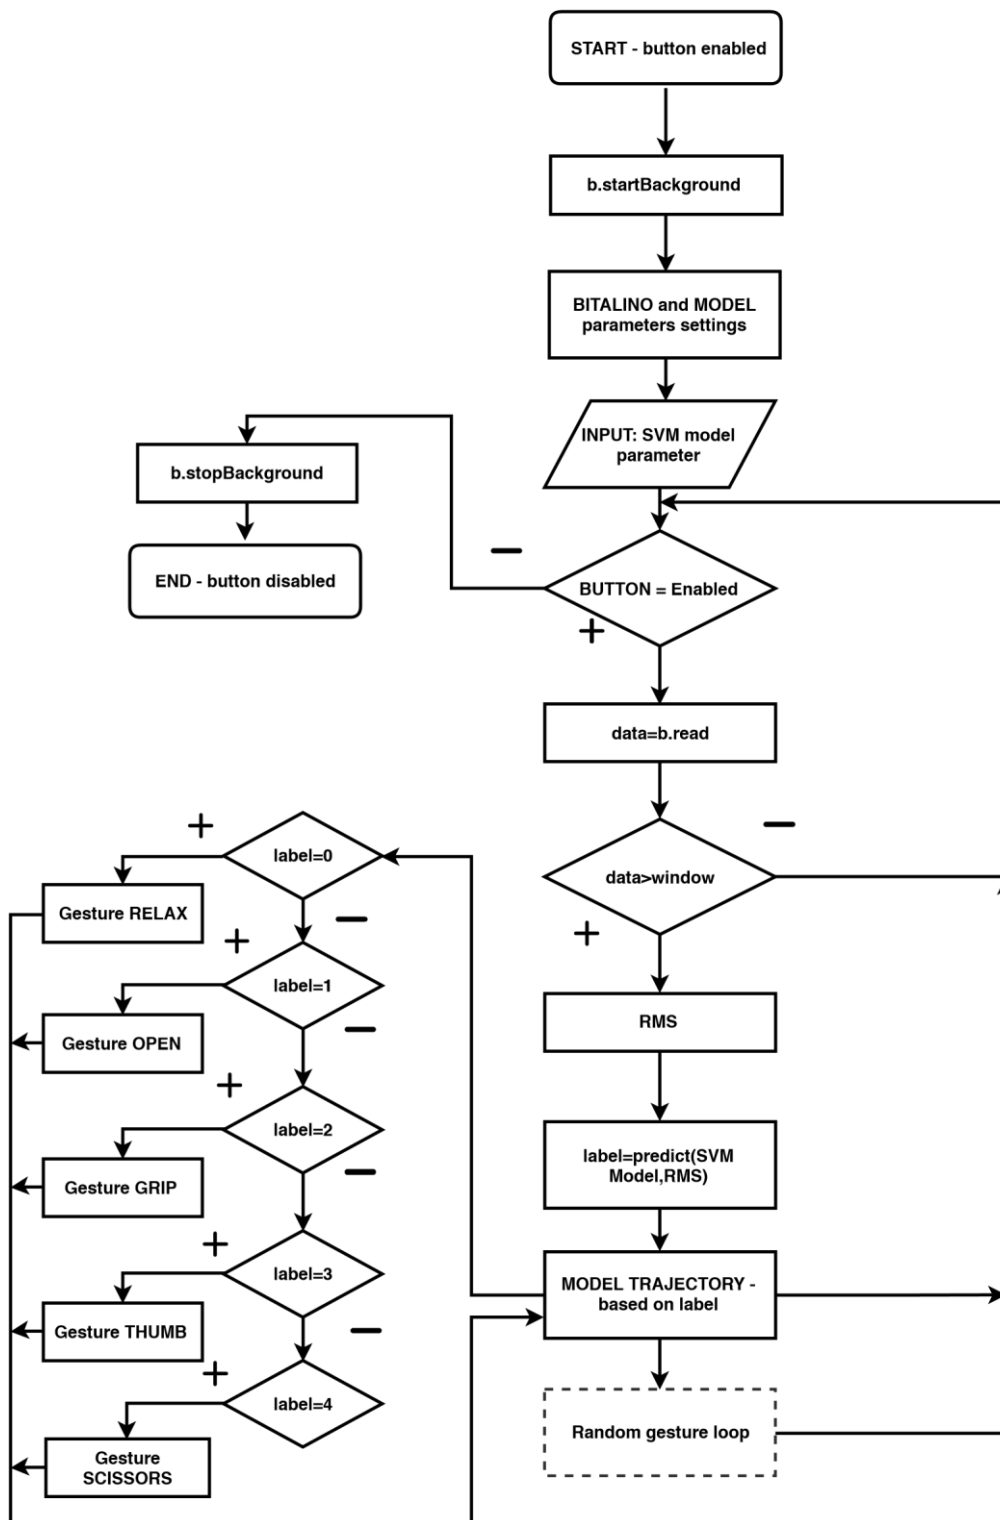 START - button enabled
b.startBackground
BITALINO and MODEL
parameters settings
INPUT: SVM model
parameter
b.stopBackground
END - button disabled
−
BUTTON = Enabled
+
data=b.read
−
data>window
+
RMS
label=predict(SVM
Model,RMS)
MODEL TRAJECTORY -
based on label
Random gesture loop
+
label=0
−
Gesture RELAX
+
label=1
−
Gesture OPEN
+
label=2
−
Gesture GRIP
+
label=3
−
Gesture THUMB
+
label=4
Gesture
SCISSORS